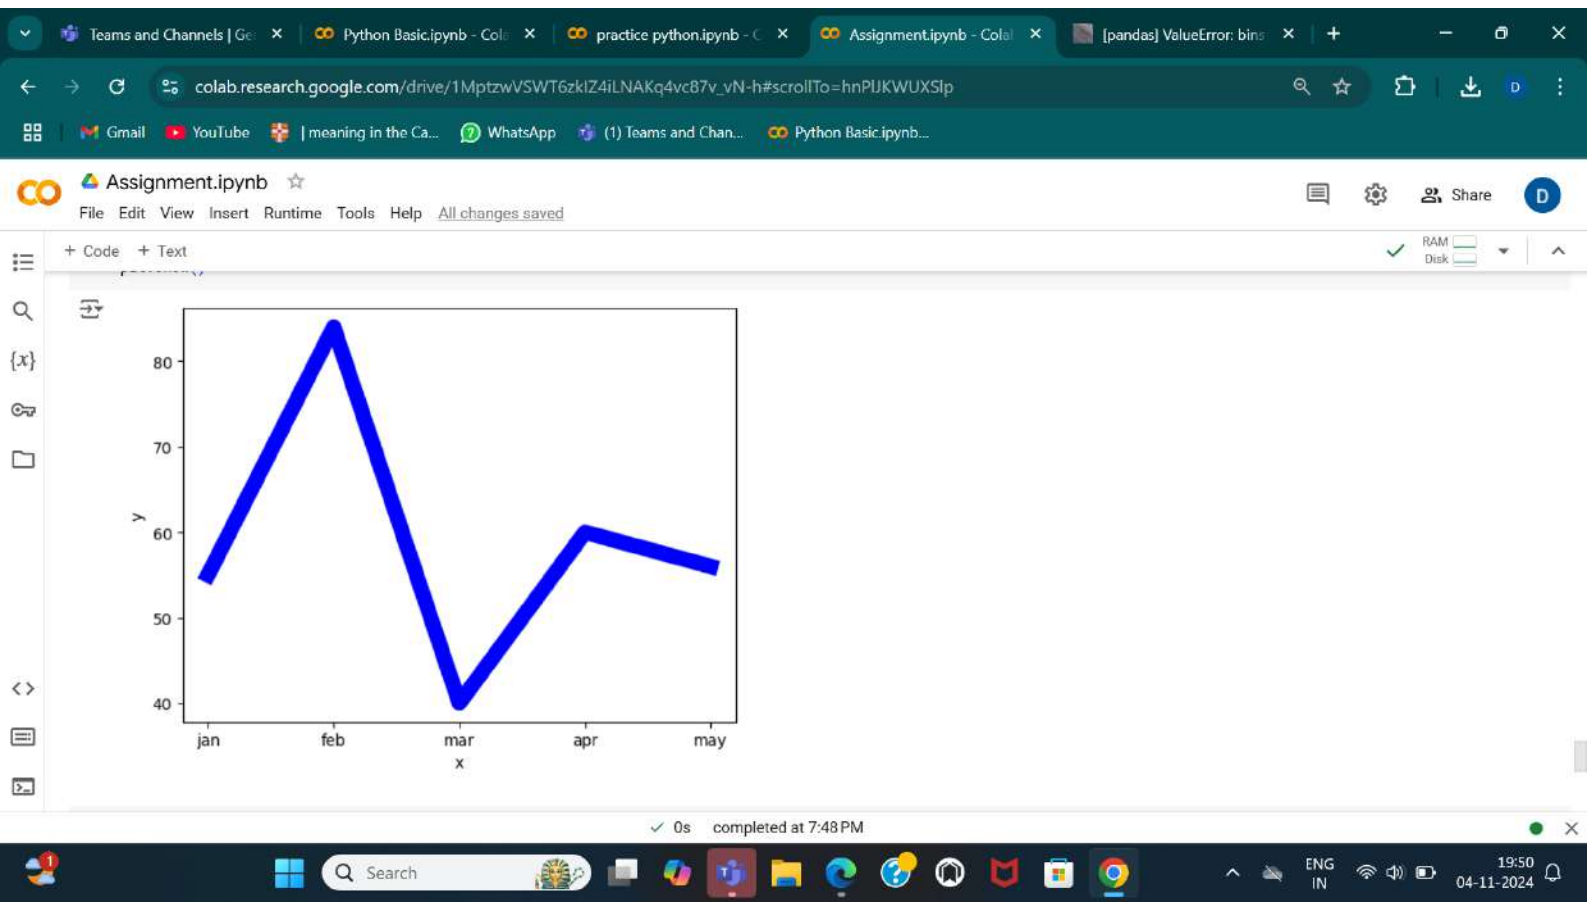 Teams and Channels | Ge
Python Basic.ipynb - Cola
practice python.ipynb - C
Assignment.ipynb - Colal
[pandas] ValueError: bins
colab.research.google.com/drive/1MptzwVSWT6zkIZ4iLNAKq4vc87v_vN-h#scrollTo=hnPlJKWUXSlp
D
Gmail
YouTube
| meaning in the Ca...
WhatsApp
(1) Teams and Chan...
Python Basic.ipynb...
CO
Assignment.ipynb
File Edit View Insert Runtime Tools Help All changes saved
Share
D
+ Code + Text
RAM
Disk
{x}
80
70
60
50
40
y
jan feb mar apr may
x
0s completed at 7:48 PM
1
Search
ENG
IN
19:50
04-11-2024